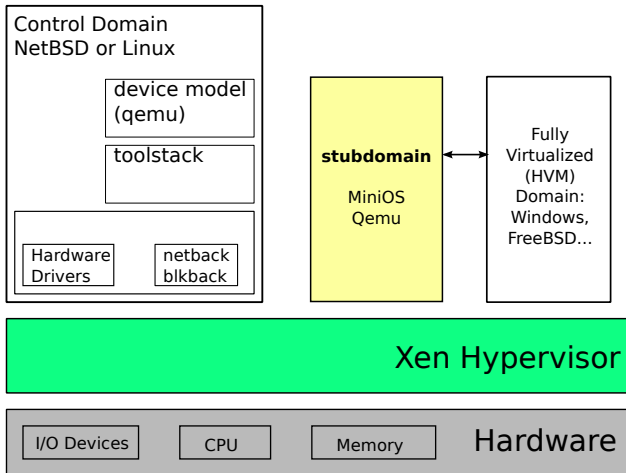 Control Domain
NetBSD or Linux
device model
(qemu)
toolstack
Hardware
Drivers
netback
blkback
stubdomain
MiniOS
Qemu
Fully
Virtualized
(HVM)
Domain:
Windows,
FreeBSD...
Xen Hypervisor
I/O Devices
CPU
Memory
Hardware